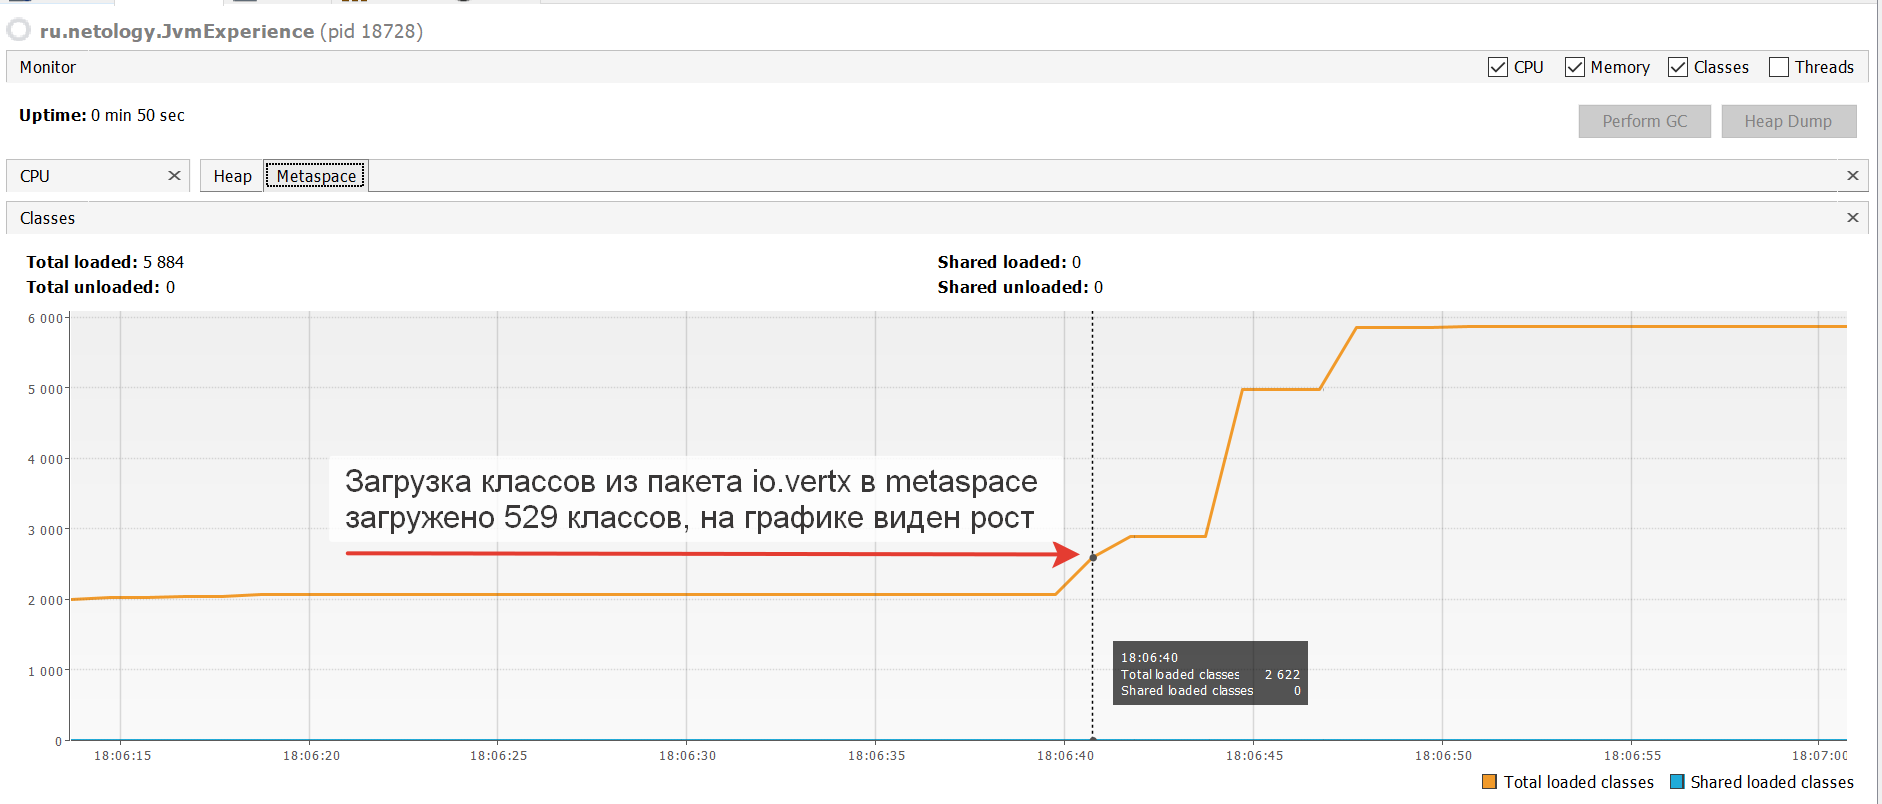 ru.netology.JvmExperience (pid 18728)
Monitor
CPU Memory Classes Threads
Uptime: 0 min 50 sec
Perform GC Heap Dump
CPU Heap Metaspace
Classes
Total loaded: 5 884 Shared loaded: 0
Total unloaded: 0 Shared unloaded: 0
6 000
5 000
4 000
Загрузка классов из пакета io.vertx в metaspace
загружено 529 классов, на графике виден рост
3 000
2 000
18:06:40
Total loaded classes 2 622
Shared loaded classes 0
1 000
0
18:06:15 18:06:20 18:06:25 18:06:30 18:06:35 18:06:40 18:06:45 18:06:50 18:06:55 18:07:00
Total loaded classes Shared loaded classes